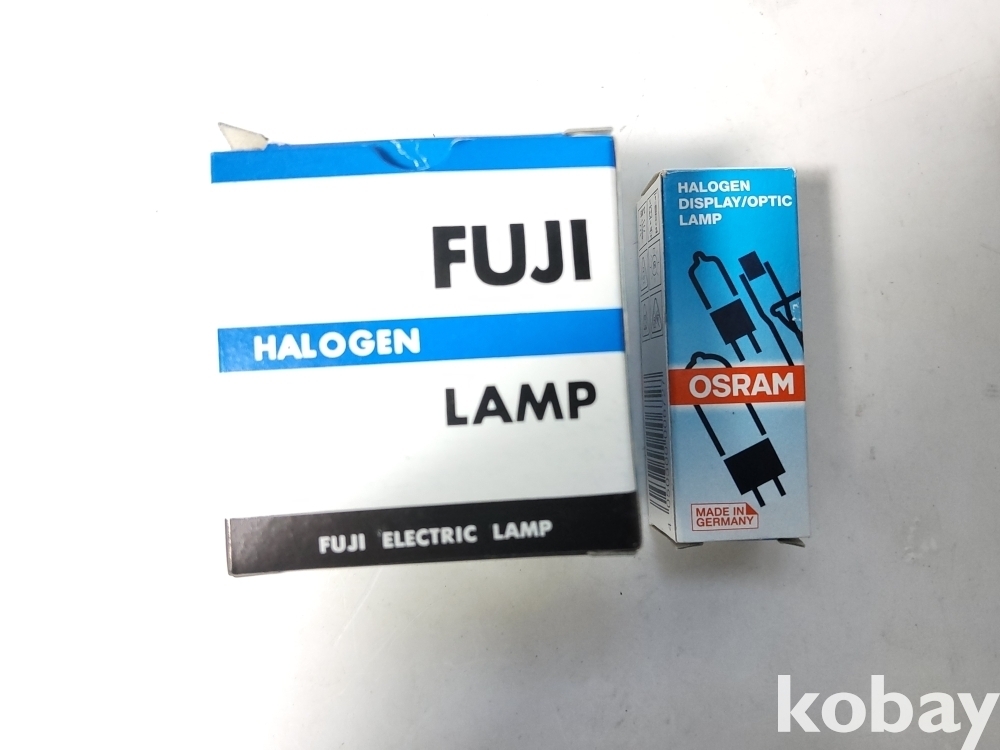 FUJI
HALOGEN
LAMP
FUJI ELECTRIC LAMP
HALOGEN
DISPLAY/OPTIC
LAMP
OSRAM
MADE IN
GERMANY
kobay